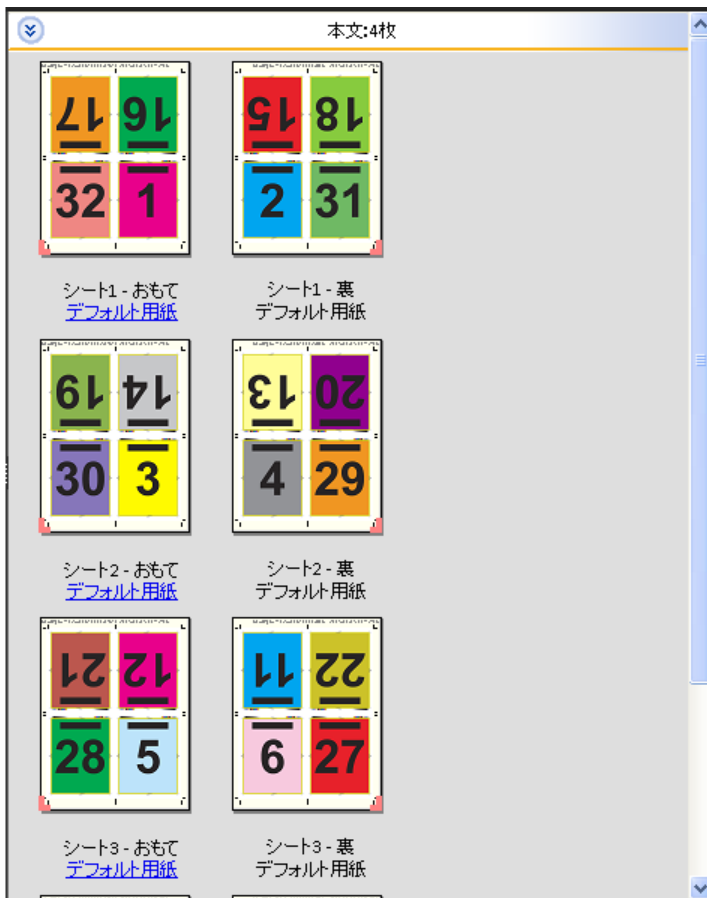 本文:4枚
17 16
32 1
15 18
2 31
シート1 - おもて
デフォルト用紙
シート1 - 裏
デフォルト用紙
19 14
30 3
13 20
4 29
シート2 - おもて
デフォルト用紙
シート2 - 裏
デフォルト用紙
21 12
28 5
11 22
6 27
シート3 - おもて
デフォルト用紙
シート3 - 裏
デフォルト用紙